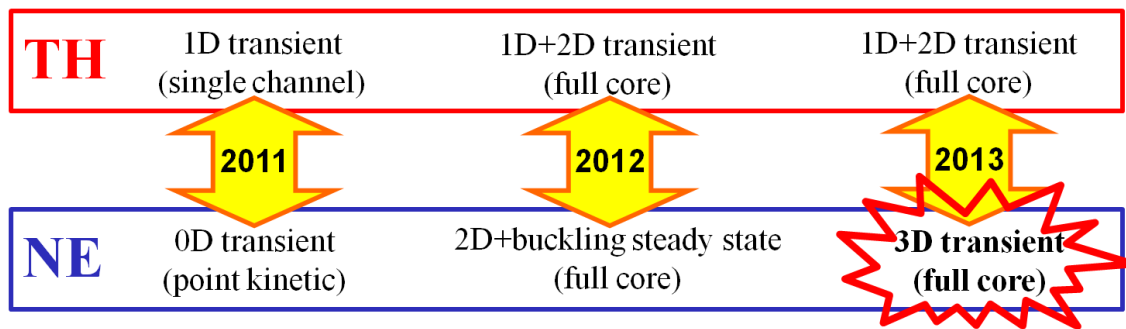 TH
1D transient
(single channel)
1D+2D transient
(full core)
1D+2D transient
(full core)
2011
2012
2013
NE
0D transient
(point kinetic)
2D+buckling steady state
(full core)
3D transient
(full core)